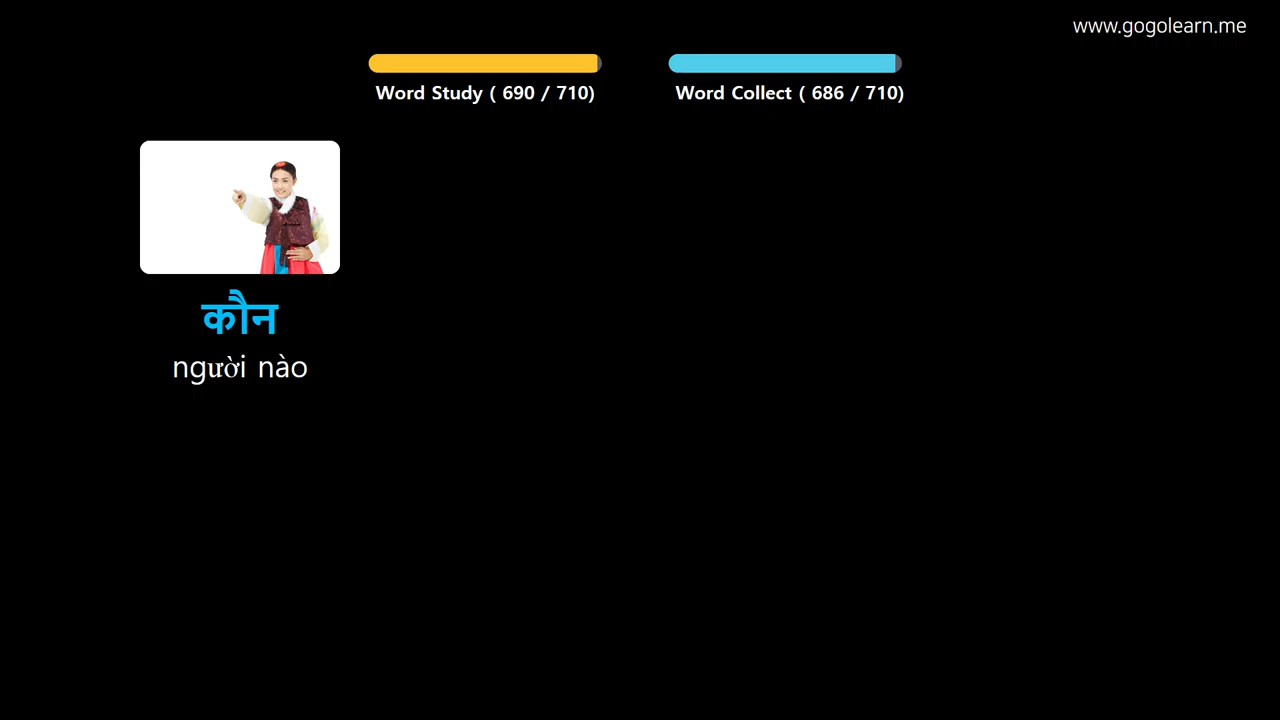 www.gogolearn.me
Word Study ( 690 / 710)
Word Collect ( 686 / 710)
कौन
người nào